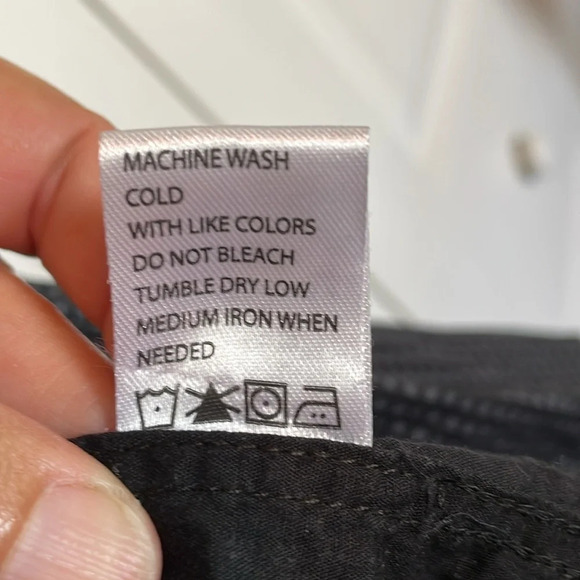 MACHINE WASH
COLD
WITH LIKE COLORS
DO NOT BLEACH
TUMBLE DRY LOW
MEDIUM IRON WHEN
NEEDED